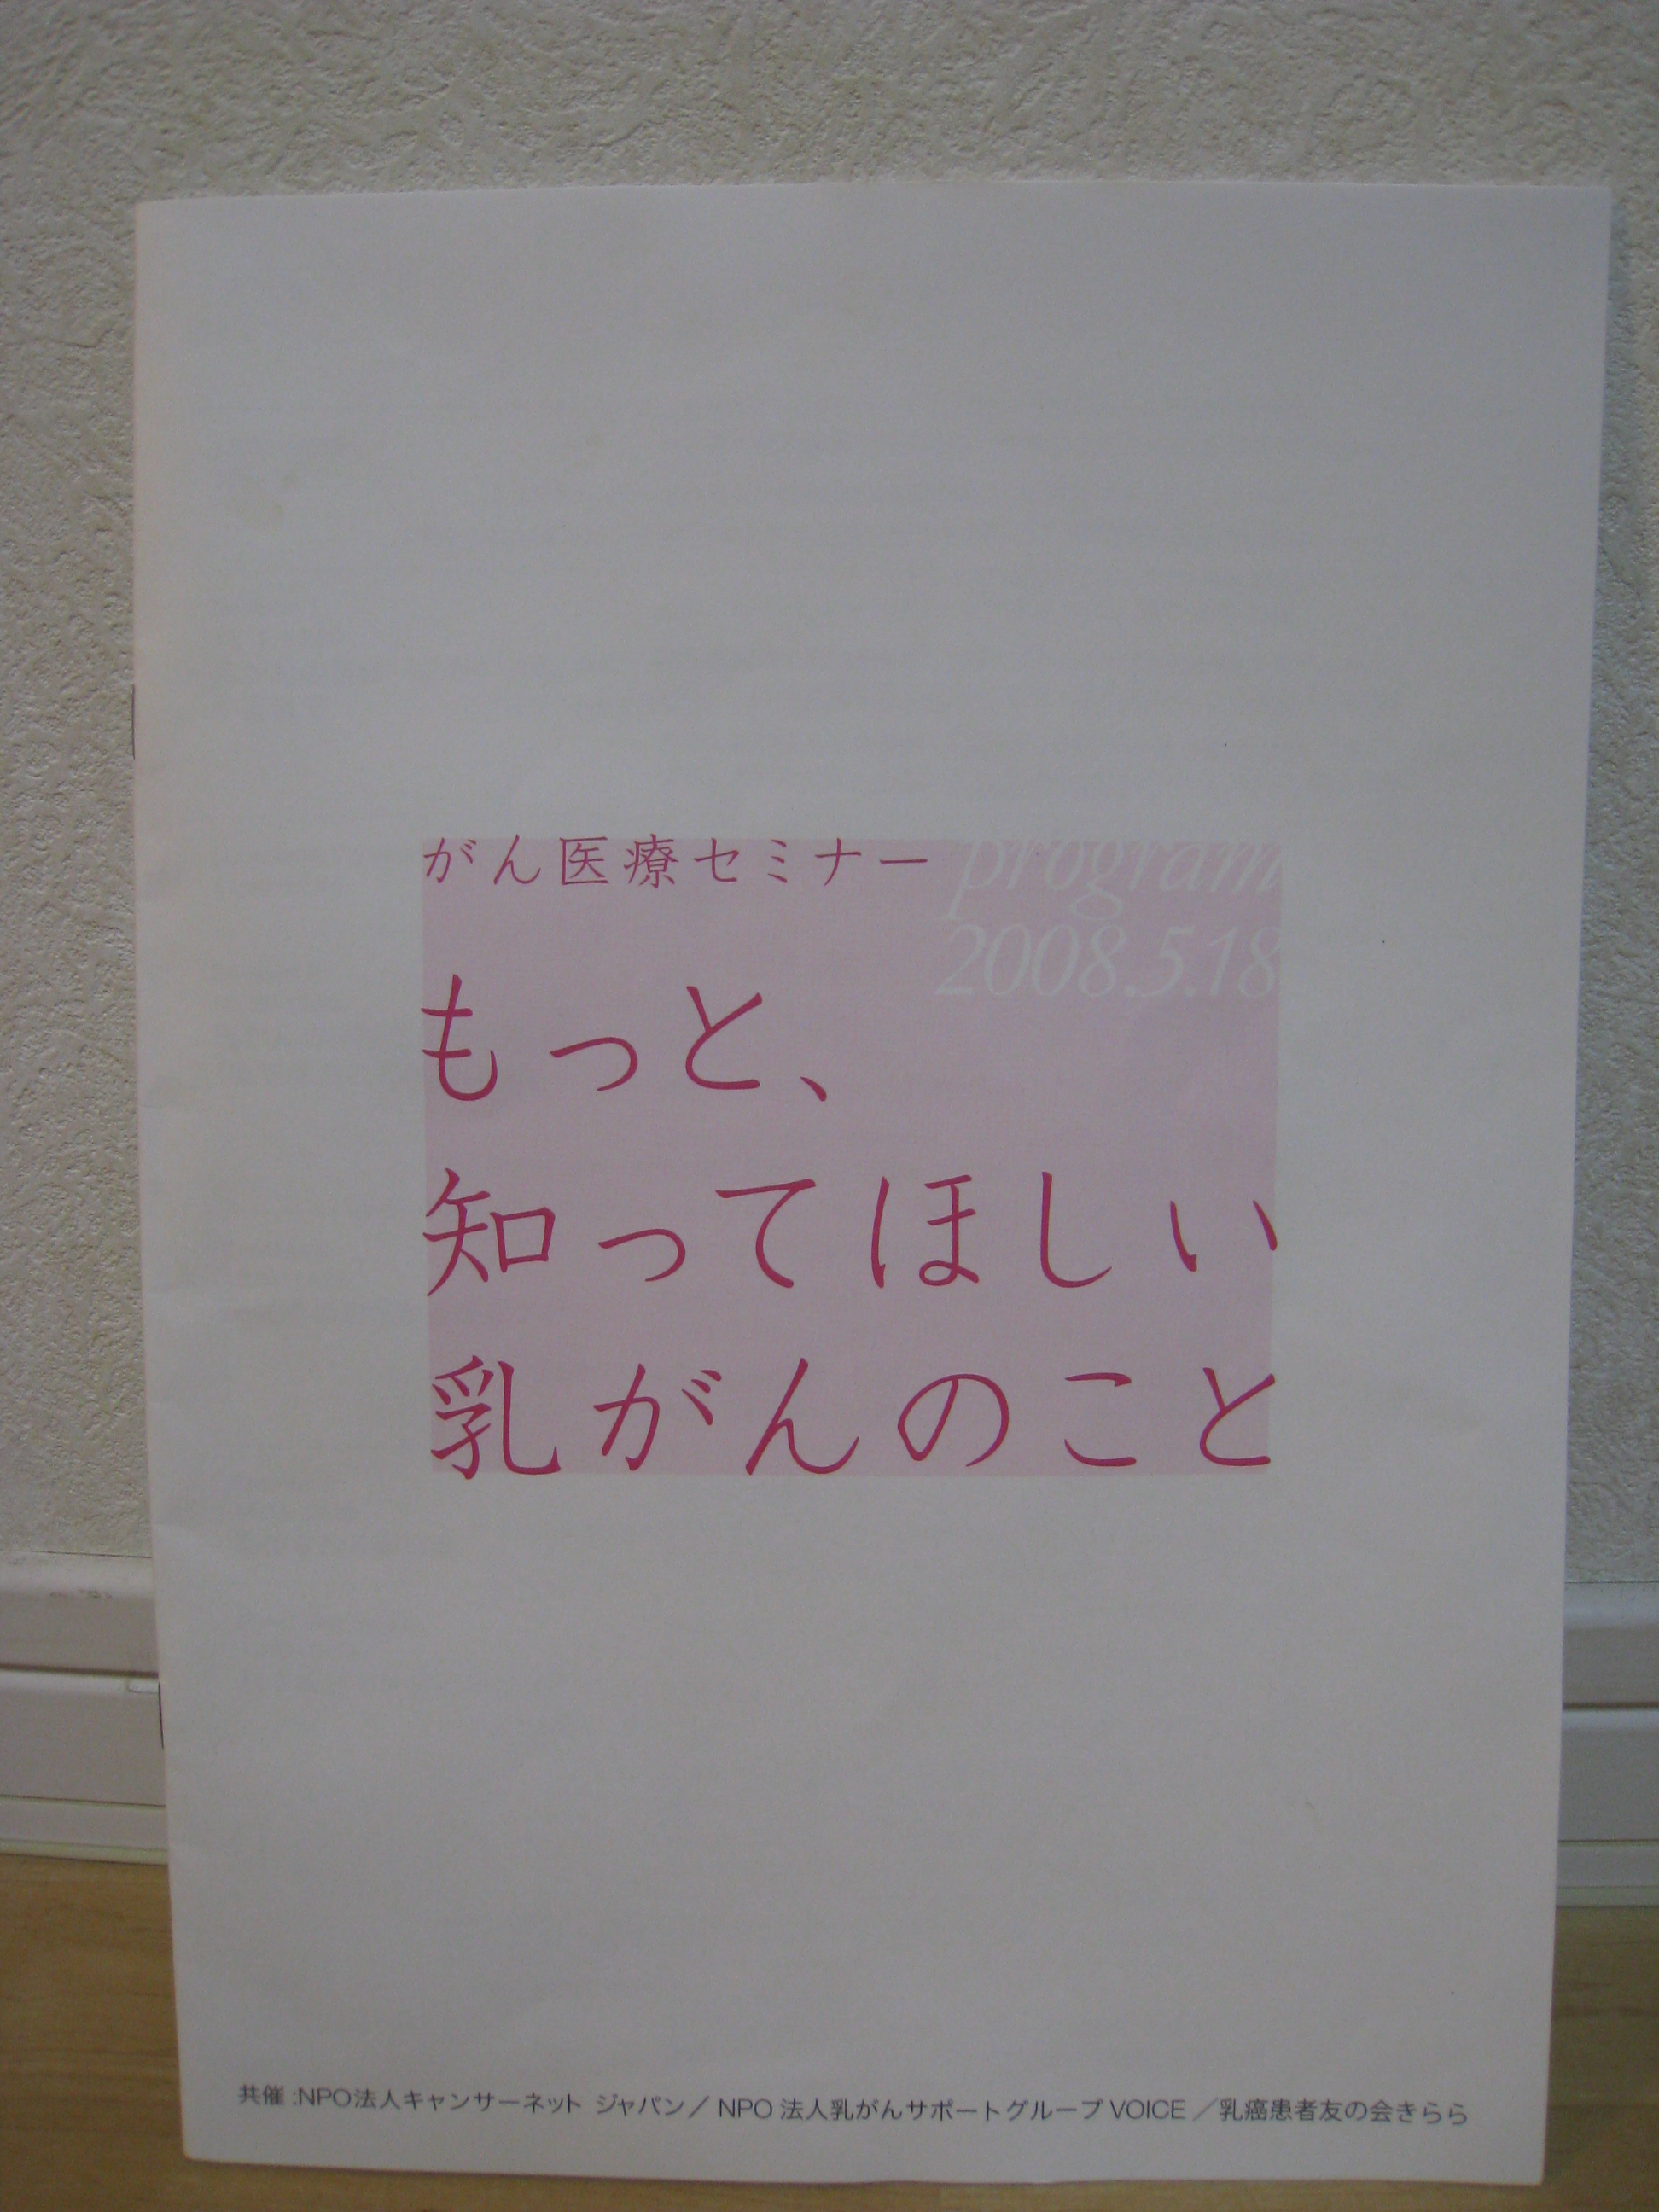 がん医療セミナー
program
2008.5.18
もっと、
知ってほしい
乳がんのこと
共催:NPO法人キャンサーネット ジャパン／NPO 法人乳がんサポートグループ VOICE／乳癌患者友の会きらら